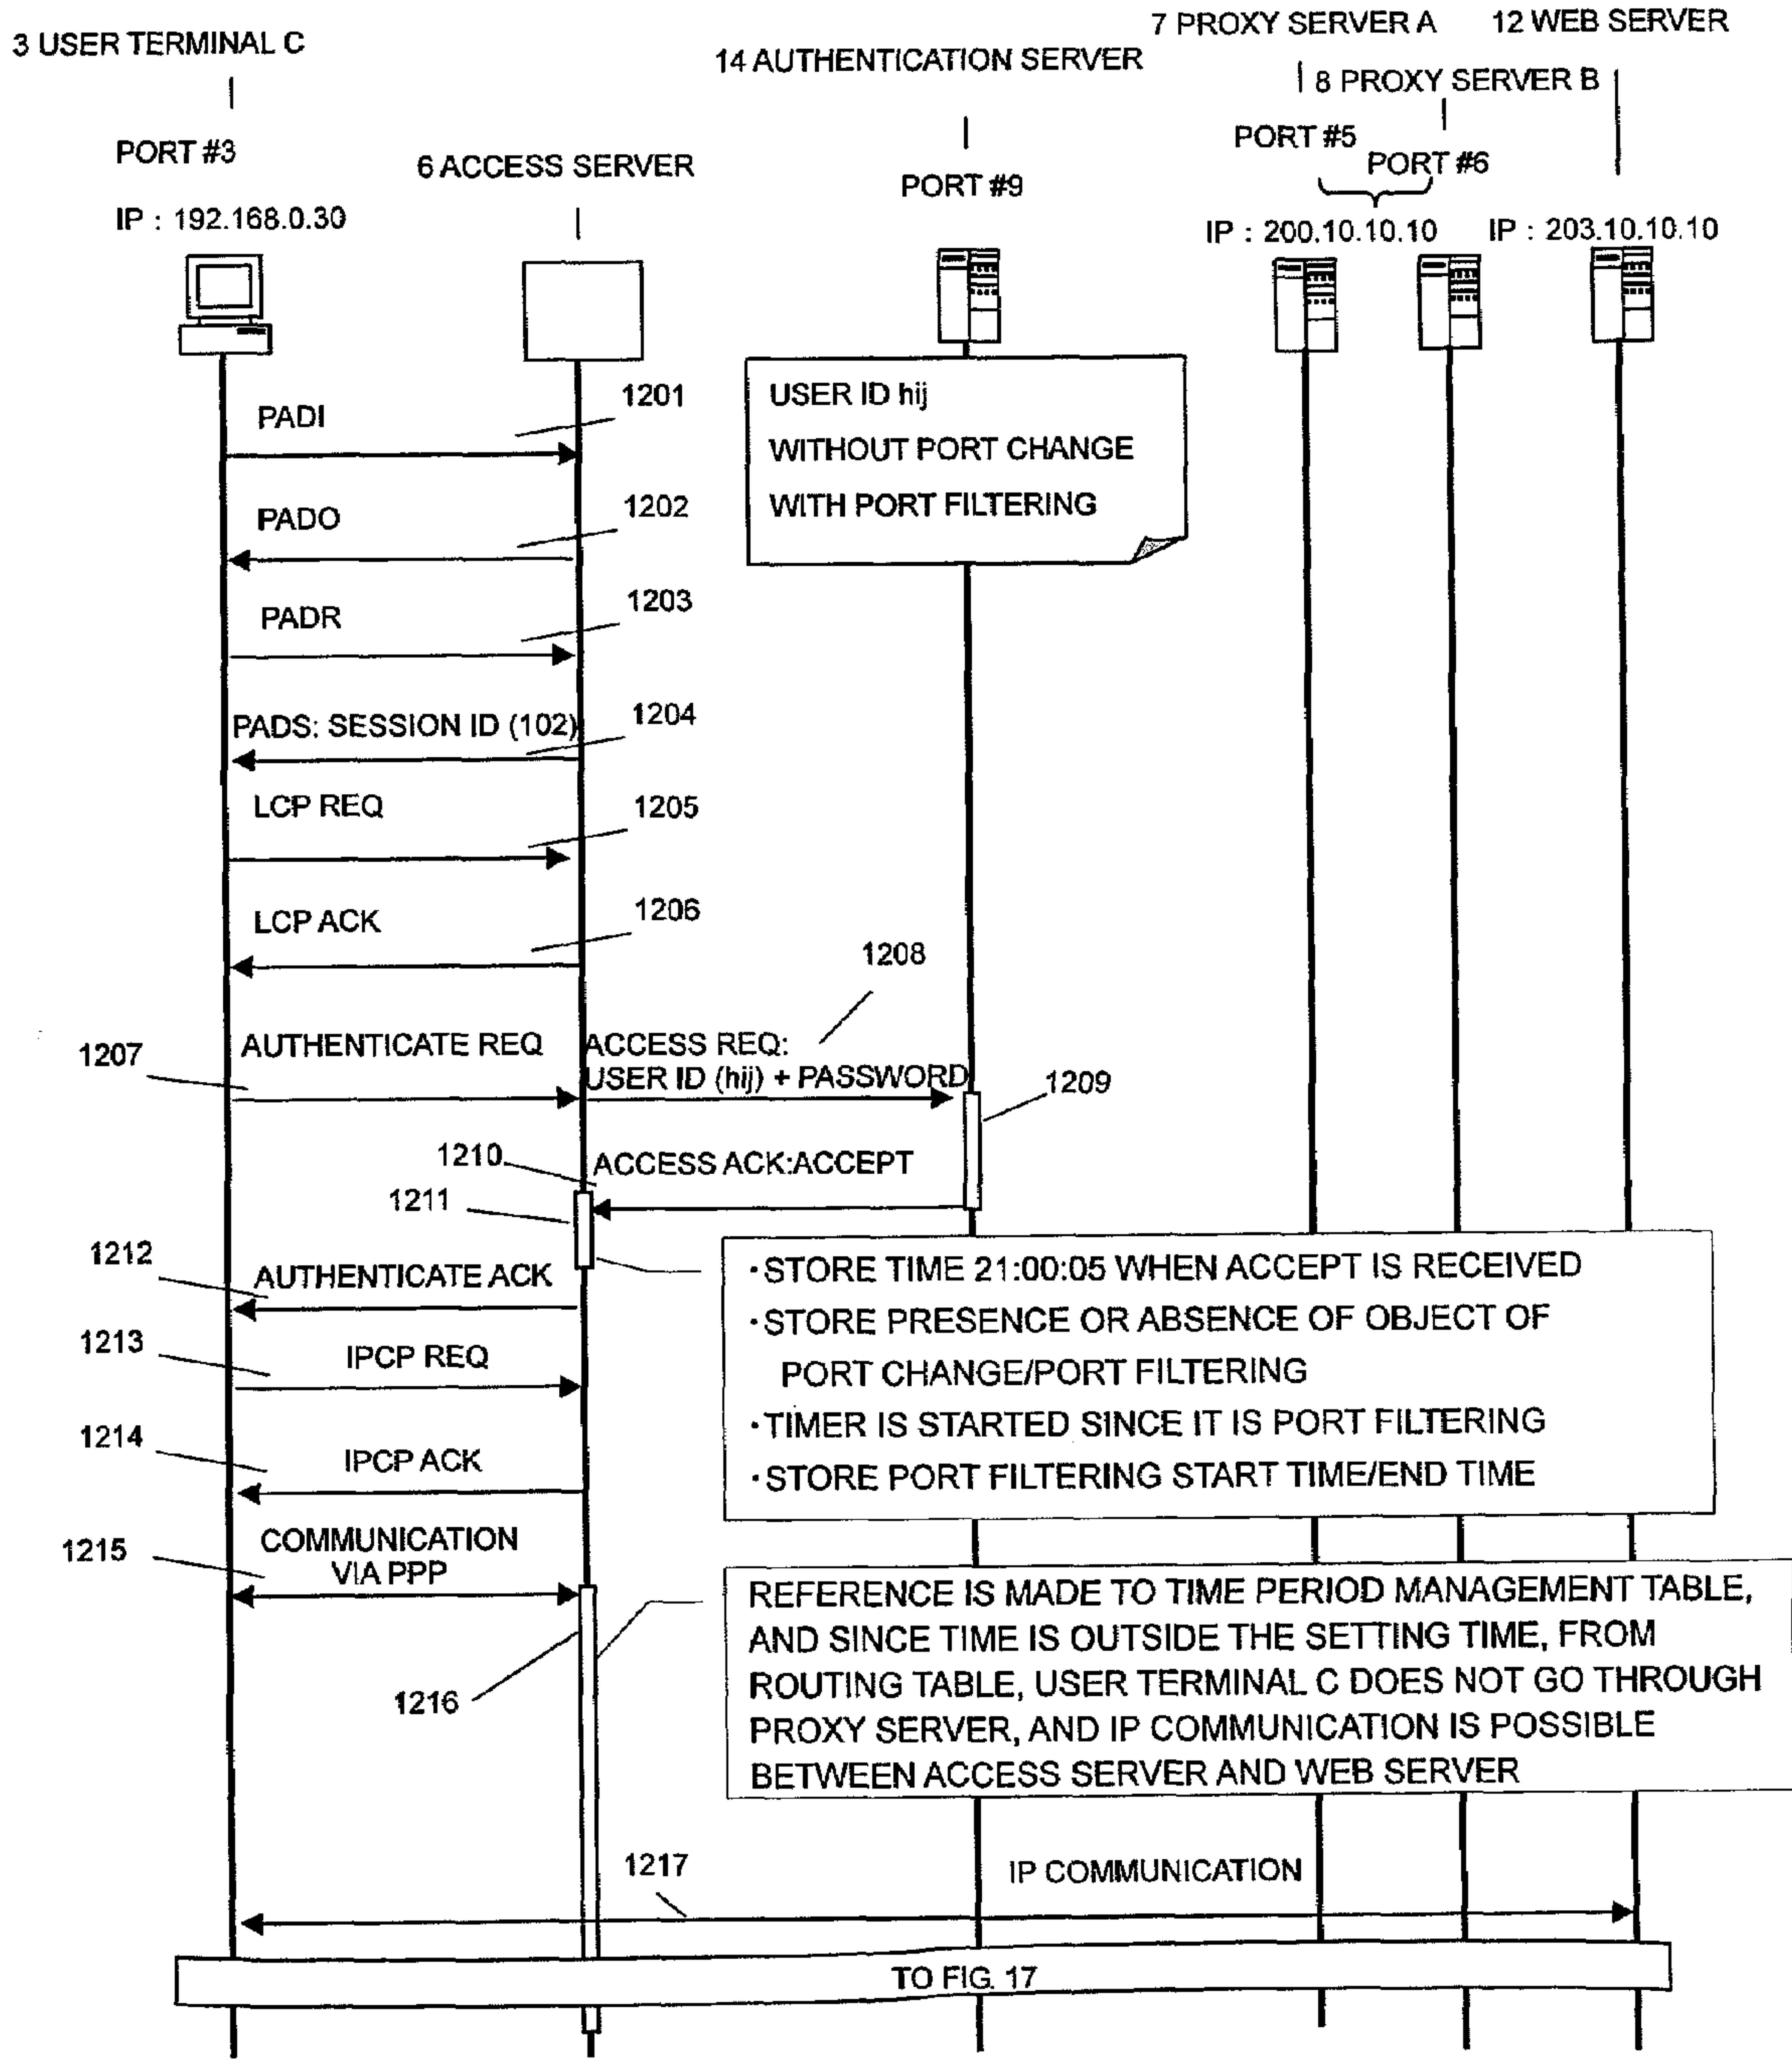 7 PROXY SERVER A
12 WEB SERVER
3 USER TERMINAL C
14 AUTHENTICATION SERVER
8 PROXY SERVER B
PORT #3
6 ACCESS SERVER
PORT #9
PORT #5
PORT #6
IP : 192.168.0.30
IP : 200.10.10.10
IP : 203.10.10.10
USER ID hij
WITHOUT PORT CHANGE
WITH PORT FILTERING
PADI
1201
PADO
1202
PADR
1203
PADS: SESSION ID (102)
1204
LCP REQ
1205
LCP ACK
1206
1207
AUTHENTICATE REQ
1208
ACCESS REQ:
USER ID (hij) + PASSWORD
1209
1210
ACCESS ACK:ACCEPT
1211
1212
AUTHENTICATE ACK
1213
IPCP REQ
1214
IPCP ACK
・STORE TIME 21:00:05 WHEN ACCEPT IS RECEIVED
・STORE PRESENCE OR ABSENCE OF OBJECT OF
PORT CHANGE/PORT FILTERING
・TIMER IS STARTED SINCE IT IS PORT FILTERING
・STORE PORT FILTERING START TIME/END TIME
1215
COMMUNICATION
VIA PPP
1216
REFERENCE IS MADE TO TIME PERIOD MANAGEMENT TABLE,
AND SINCE TIME IS OUTSIDE THE SETTING TIME, FROM
ROUTING TABLE, USER TERMINAL C DOES NOT GO THROUGH
PROXY SERVER, AND IP COMMUNICATION IS POSSIBLE
BETWEEN ACCESS SERVER AND WEB SERVER
1217
IP COMMUNICATION
TO FIG. 17